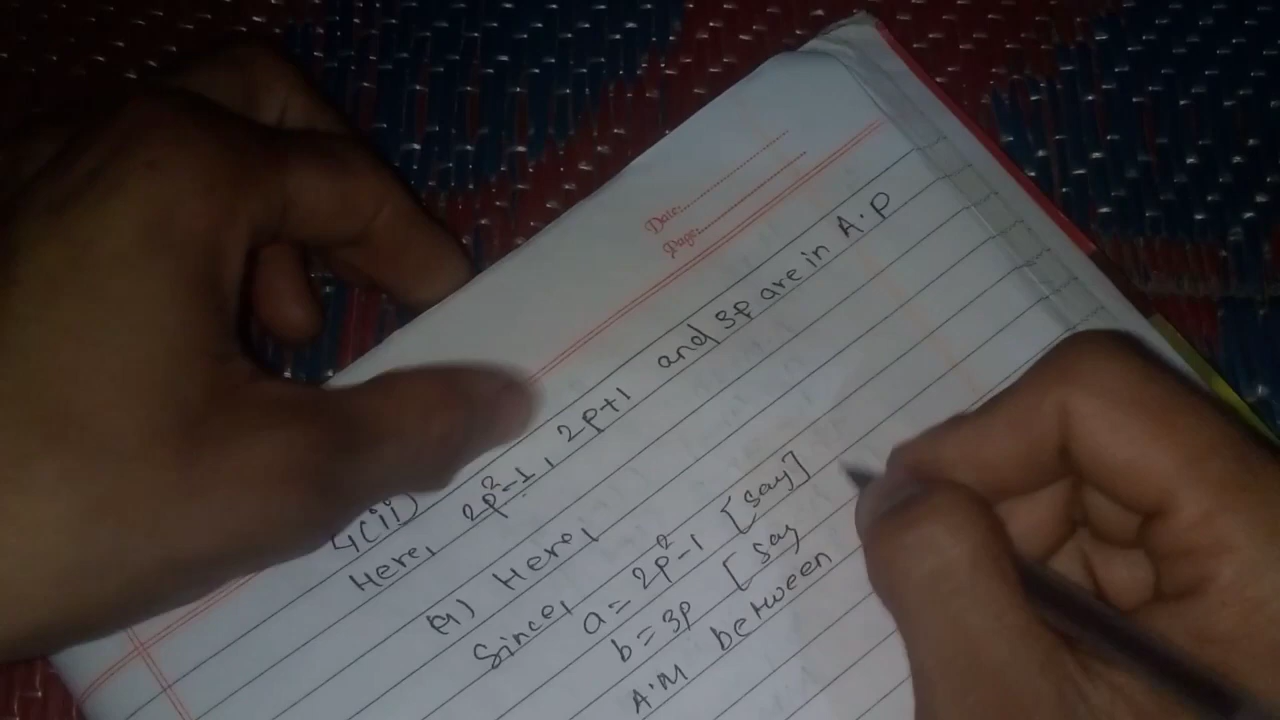 Date:
Page:
4(ii)
Here, 2p²-1, 2p+1 and 3p are in A.P
(a) Here,
Since, a = 2p²-1 [say]
b = 3p [say
A.M between